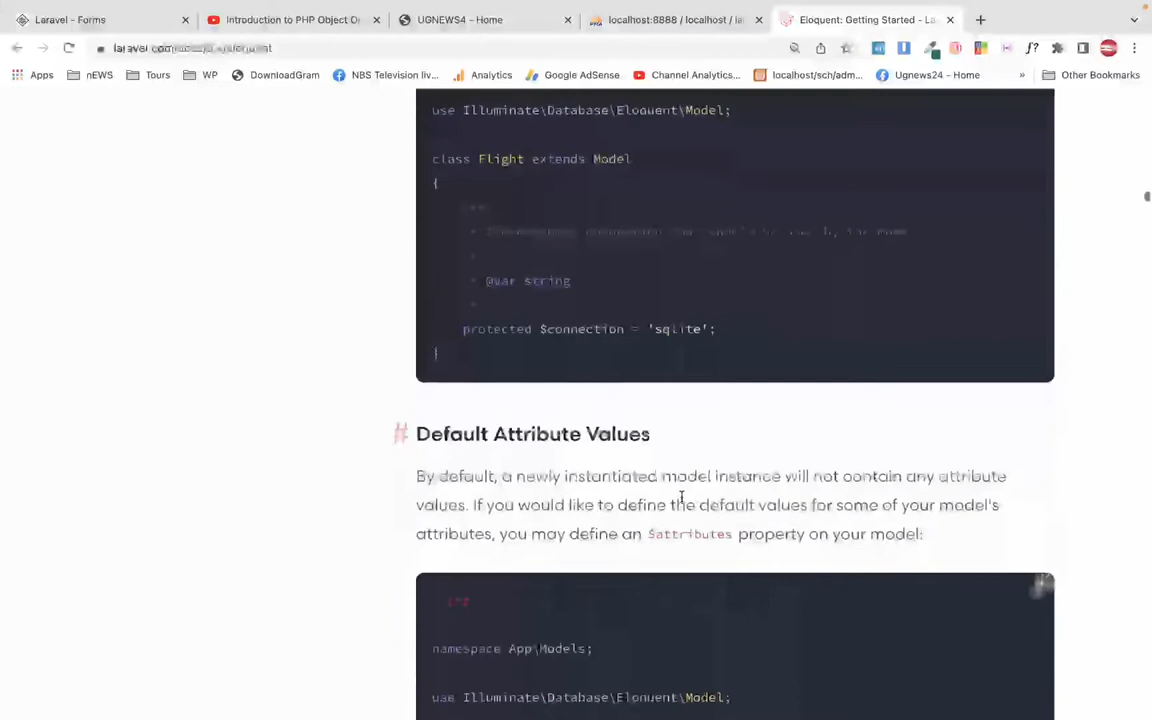 Laravel - Forms
Introduction to PHP Object Or
UGNEWS4 - Home
localhost:8888 / localhost / la
Eloquent: Getting Started - La
Apps
nEWS
Tours
WP
DownloadGram
NBS Television liv...
Analytics
Google AdSense
Channel Analytics...
localhost/sch/adm...
Ugnews24 - Home
»
Other Bookmarks
use Illuminate\Database\Eloquent\Model;
class Flight extends Model
{
@var string
protected $connection = 'sqlite';
}
# Default Attribute Values
By default, a newly instantiated model instance will not contain any attribute
values. If you would like to define the default values for some of your model's
attributes, you may define an $attributes property on your model:
namespace App\Models;
use Illuminate\Database\Eloquent\Model;